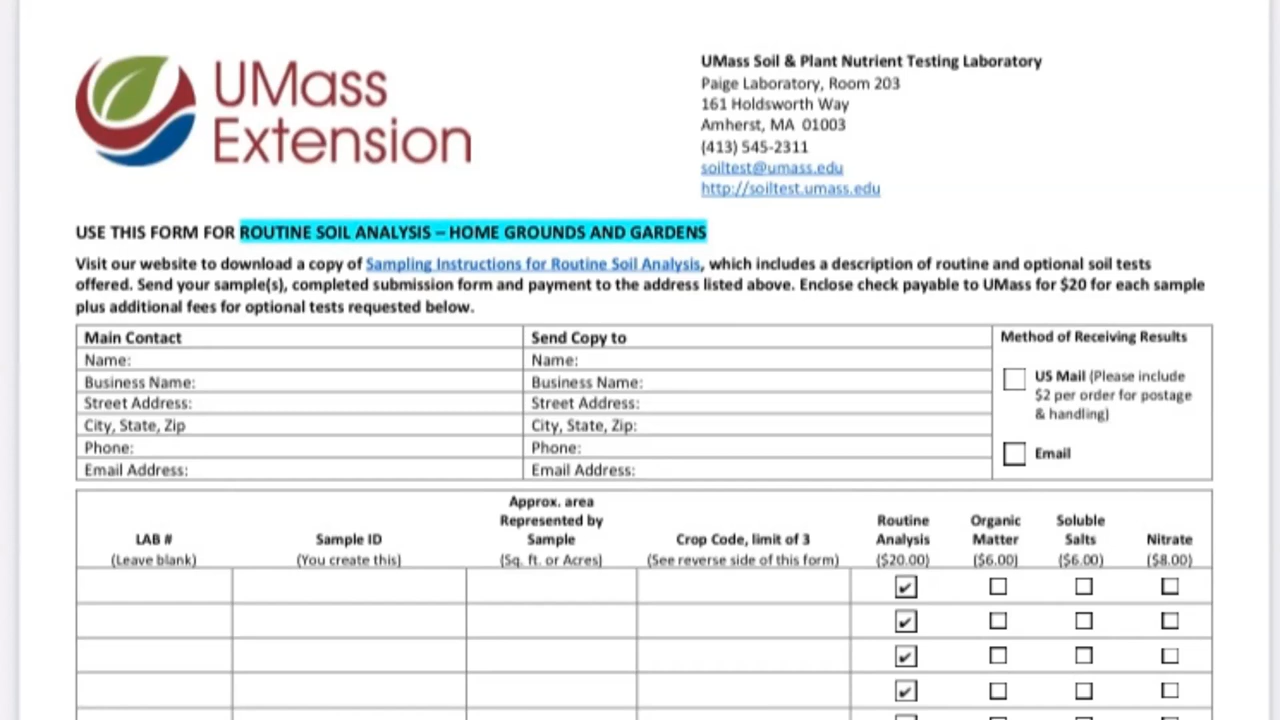 UMass
Extension
UMass Soil & Plant Nutrient Testing Laboratory
Paige Laboratory, Room 203
161 Holdsworth Way
Amherst, MA  01003
(413) 545-2311
soiltest@umass.edu
http://soiltest.umass.edu
USE THIS FORM FOR ROUTINE SOIL ANALYSIS – HOME GROUNDS AND GARDENS
Visit our website to download a copy of Sampling Instructions for Routine Soil Analysis, which includes a description of routine and optional soil tests
offered. Send your sample(s), completed submission form and payment to the address listed above. Enclose check payable to UMass for $20 for each sample
plus additional fees for optional tests requested below.
Main Contact
Name:
Business Name:
Street Address:
City, State, Zip
Phone:
Email Address:
Send Copy to
Name:
Business Name:
Street Address:
City, State, Zip:
Phone:
Email Address:
Method of Receiving Results
US Mail (Please include
$2 per order for postage
& handling)
Email
LAB #
(Leave blank)
Sample ID
(You create this)
Approx. area
Represented by
Sample
(Sq. ft. or Acres)
Crop Code, limit of 3
(See reverse side of this form)
Routine
Analysis
($20.00)
Organic
Matter
($6.00)
Soluble
Salts
($6.00)
Nitrate
($8.00)